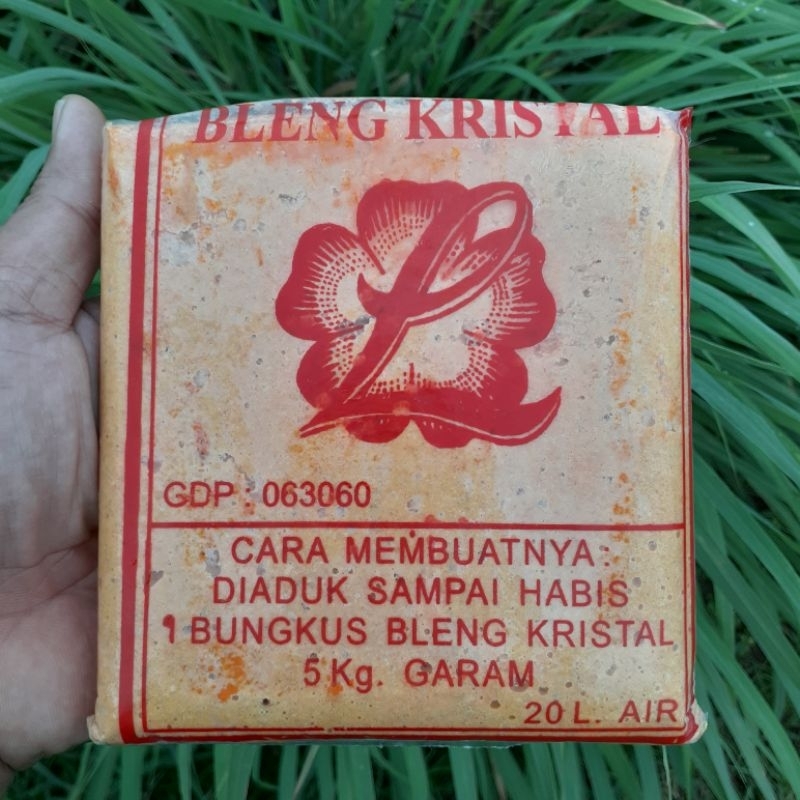 BLENG KRISTAL
L
GDP : 063060
CARA MEMBUATNYA :
DIADUK SAMPAI HABIS
1 BUNGKUS BLENG KRISTAL
5 Kg. GARAM
20 L. AIR